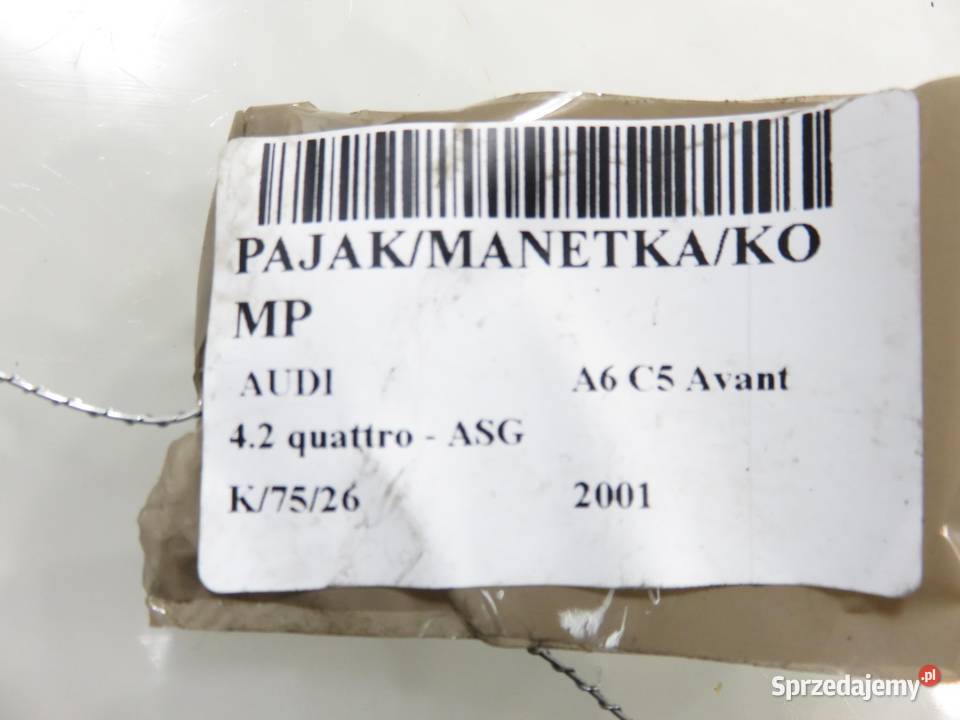 PAJAK/MANETKA/KO
MP
AUDI A6 C5 Avant
4.2 quattro - ASG
K/75/26 2001
Sprzedajemy.pl